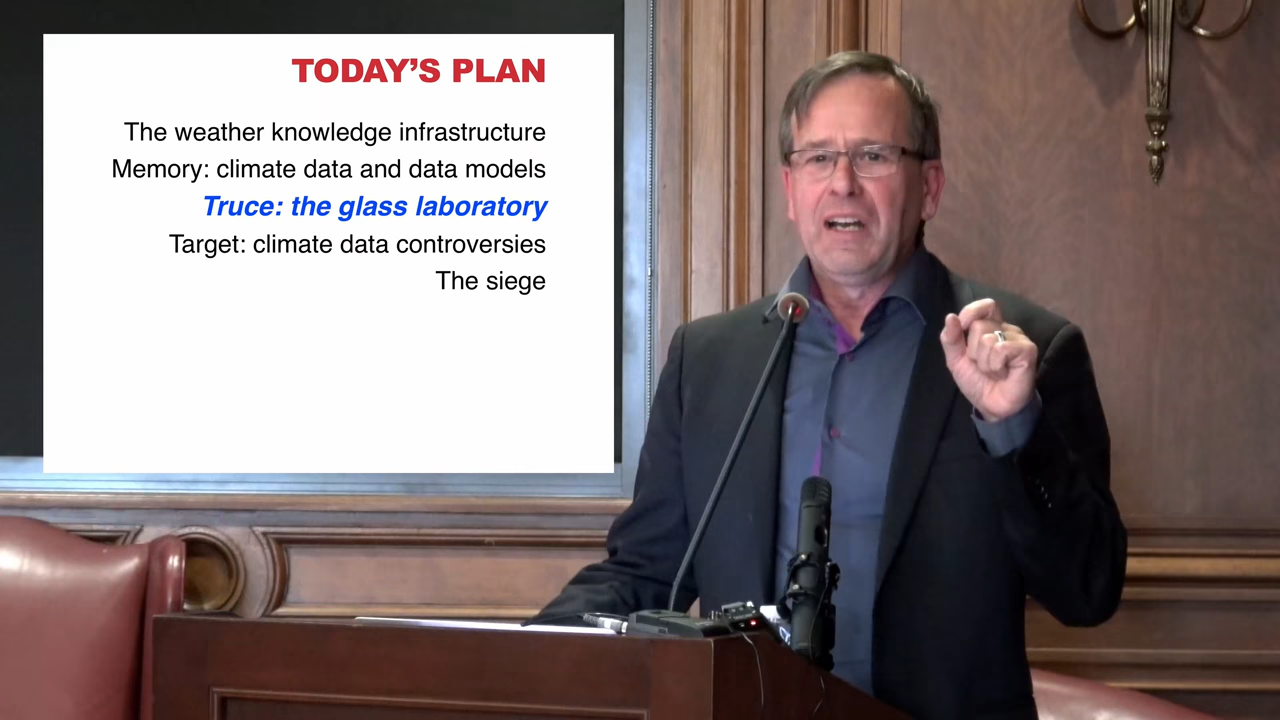 TODAY'S PLAN
The weather knowledge infrastructure
Memory: climate data and data models
Truce: the glass laboratory
Target: climate data controversies
The siege